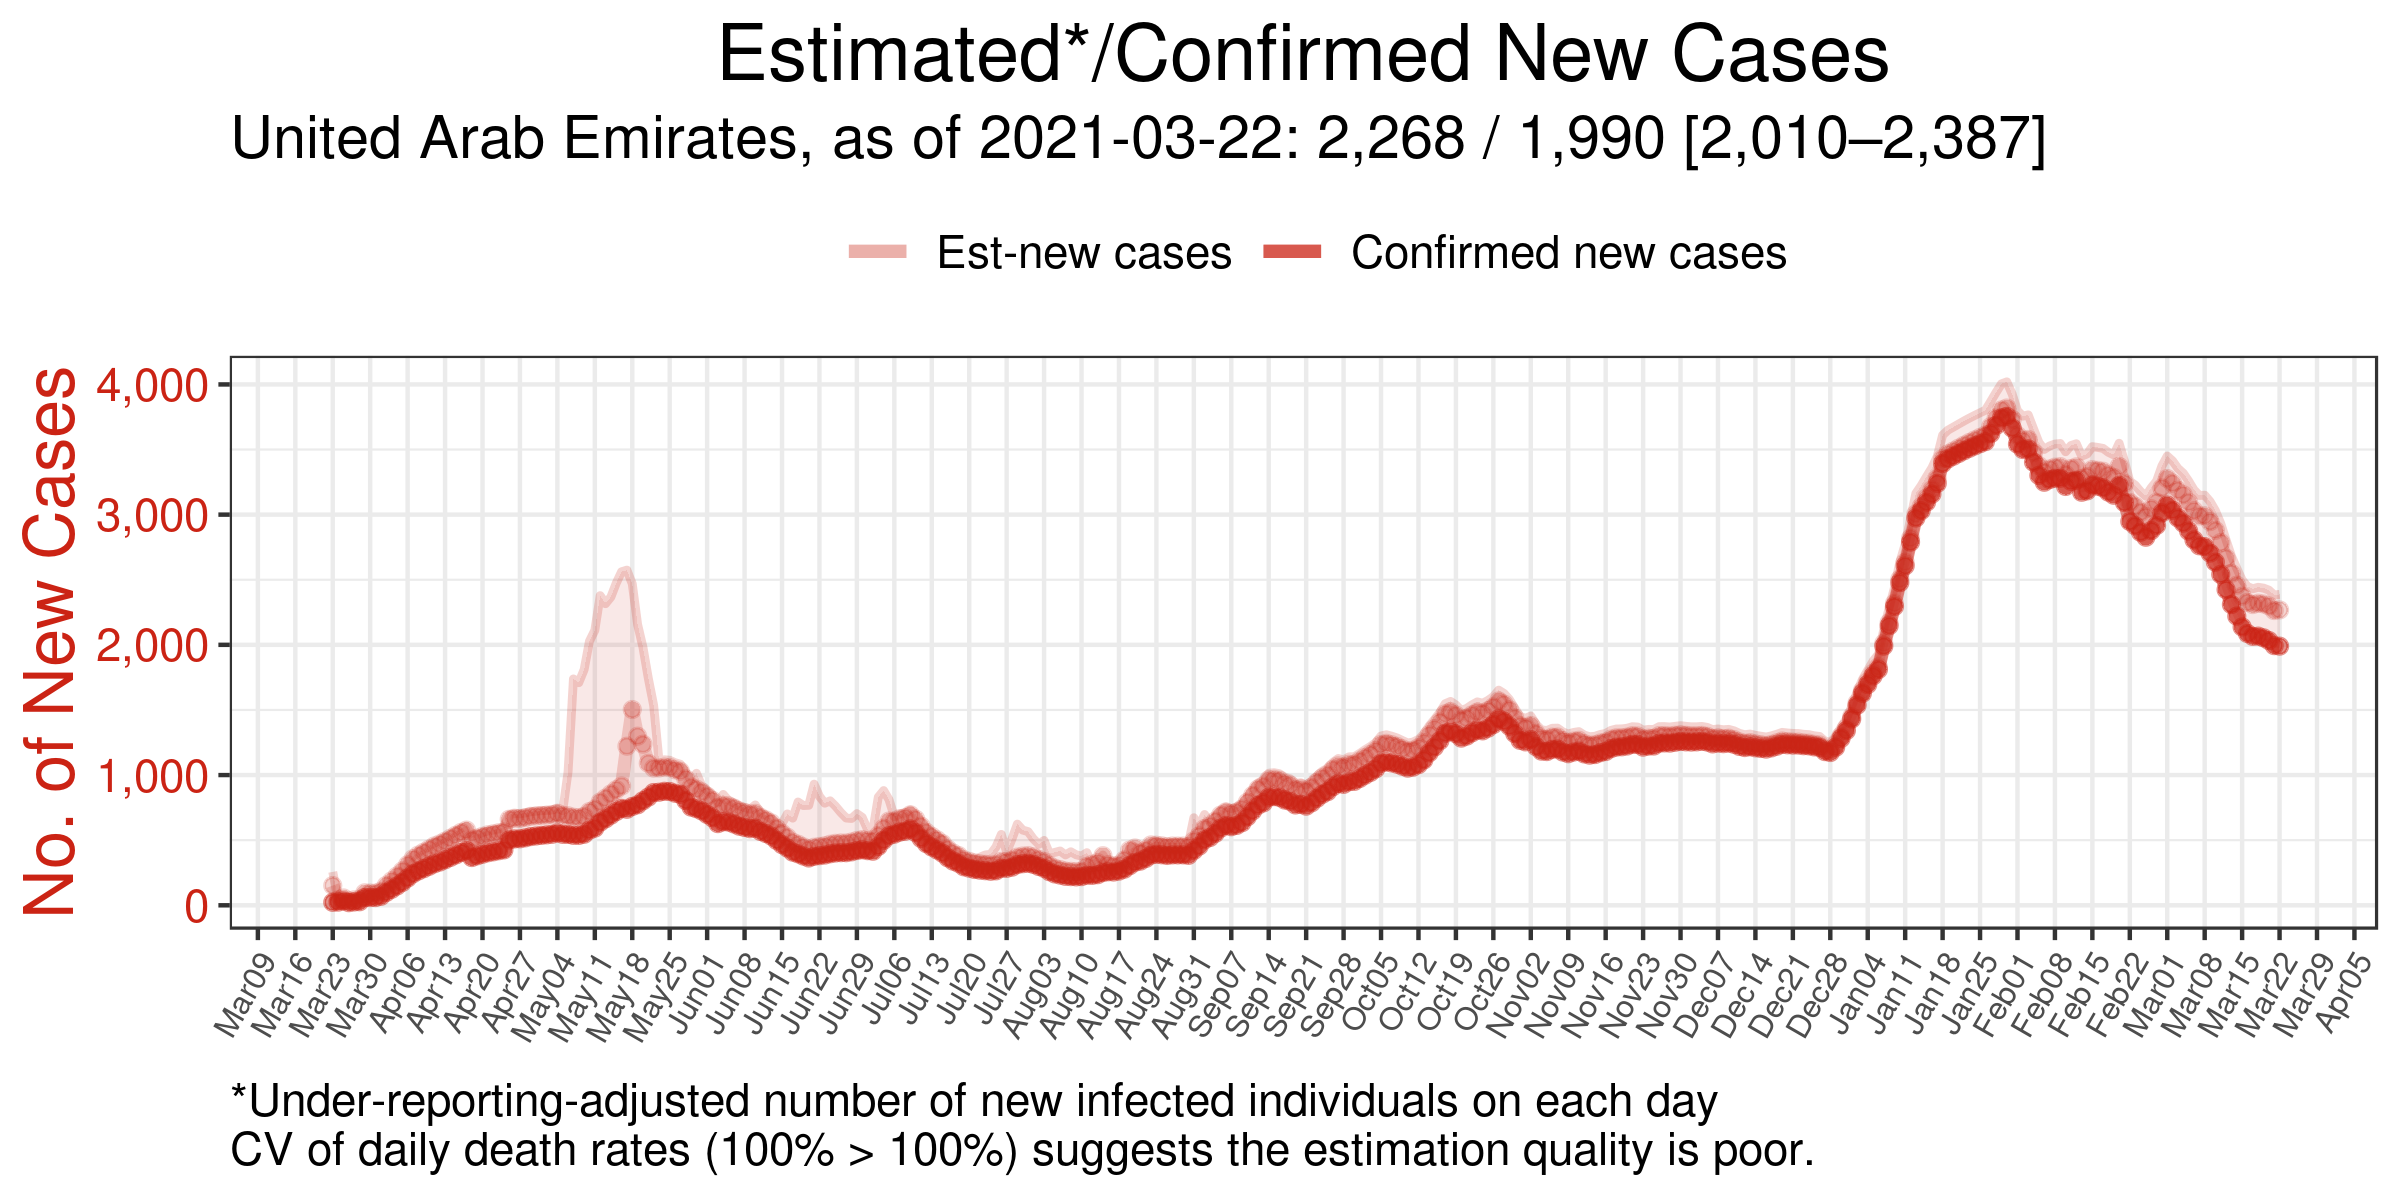 Estimated*/Confirmed New Cases
United Arab Emirates, as of 2021-03-22: 2,268 / 1,990 [2,010–2,387]
Est-new cases Confirmed new cases
No. of New Cases
4,000
3,000
2,000
1,000
0
Mar09 Mar16 Mar23 Mar30 Apr06 Apr13 Apr20 Apr27 May04 May11 May18 May25 Jun01 Jun08 Jun15 Jun22 Jun29 Jul06 Jul13 Jul20 Jul27 Aug03 Aug10 Aug17 Aug24 Aug31 Sep07 Sep14 Sep21 Sep28 Oct05 Oct12 Oct19 Oct26 Nov02 Nov09 Nov16 Nov23 Nov30 Dec07 Dec14 Dec21 Dec28 Jan04 Jan11 Jan18 Jan25 Feb01 Feb08 Feb15 Feb22 Mar01 Mar08 Mar15 Mar22 Mar29 Apr05
*Under-reporting-adjusted number of new infected individuals on each day
CV of daily death rates (100% > 100%) suggests the estimation quality is poor.